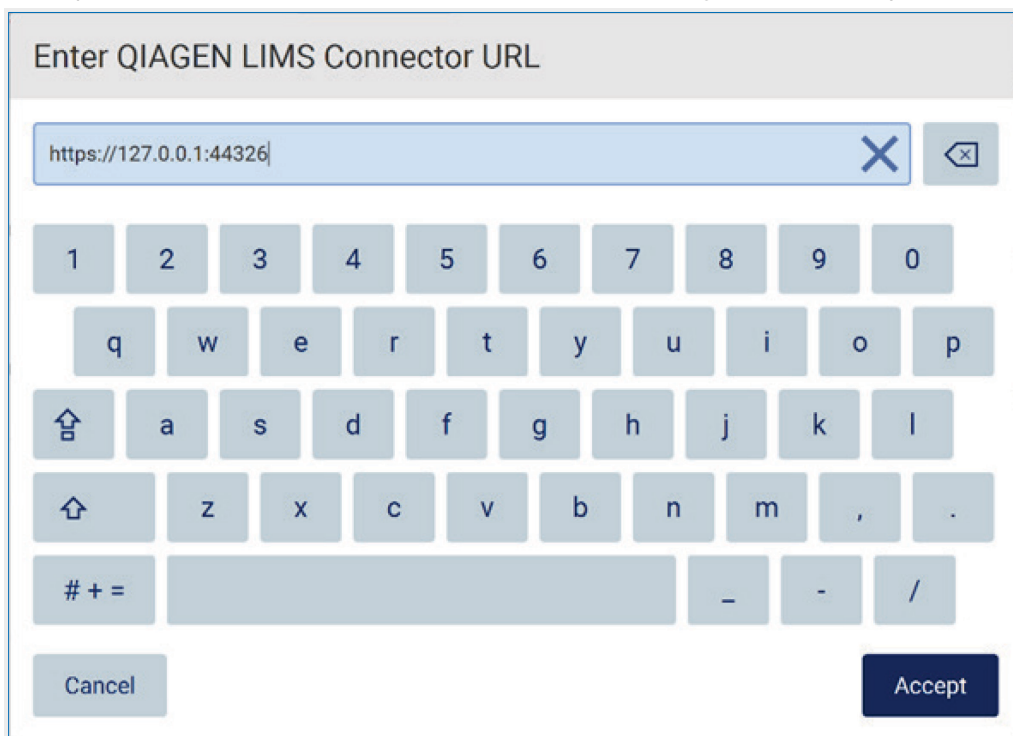 Enter QIAGEN LIMS Connector URL
https://127.0.0.1:44326
1 2 3 4 5 6 7 8 9 0
q w e r t y u i o p
a s d f g h j k l
z x c v b n m , .
# + = _ - /
Cancel Accept